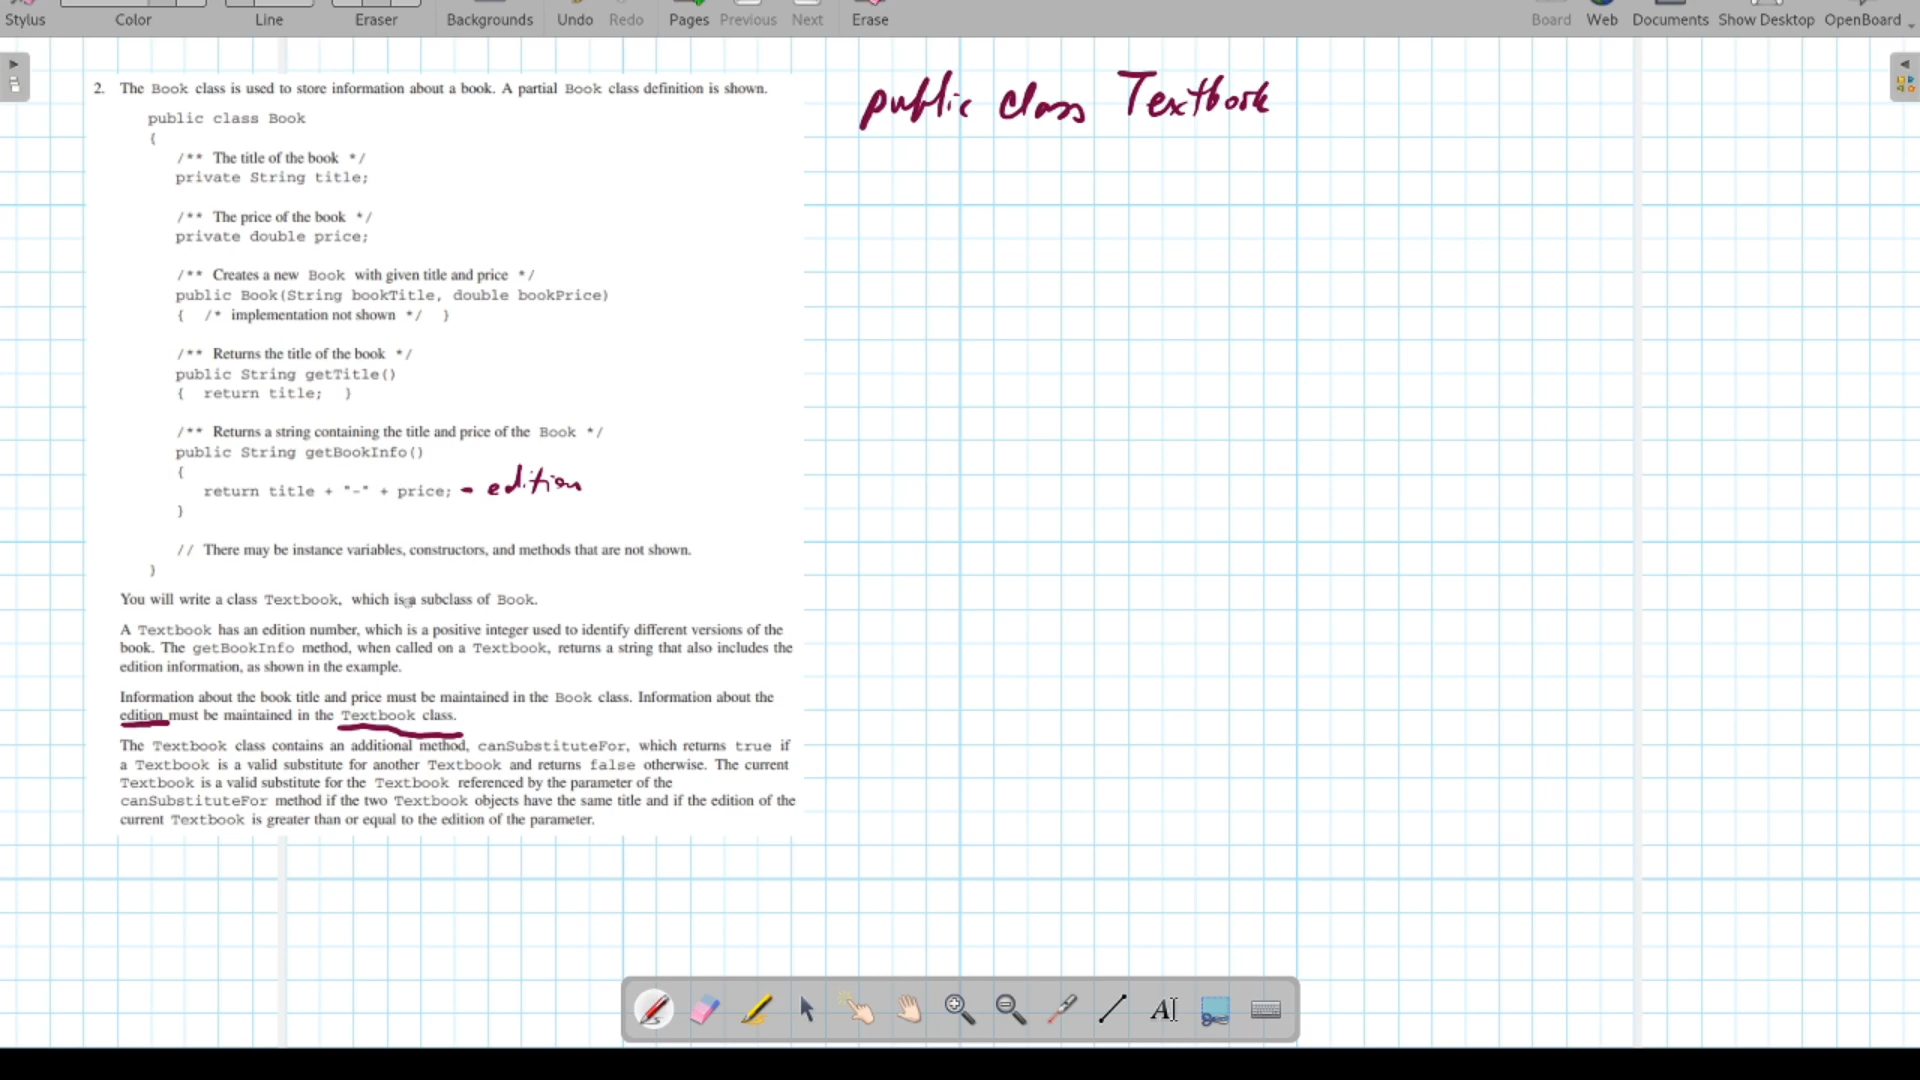 Stylus Color Line Eraser Backgrounds Undo Redo Pages Previous Next Erase Board Web Documents Show Desktop OpenBoard
2. The Book class is used to store information about a book. A partial Book class definition is shown.
public class Book
{
/** The title of the book */
private String title;
/** The price of the book */
private double price;
/** Creates a new Book with given title and price */
public Book(String bookTitle, double bookPrice)
{ /* implementation not shown */ }
/** Returns the title of the book */
public String getTitle()
{ return title; }
/** Returns a string containing the title and price of the Book */
public String getBookInfo()
{
return title + "-" + price; - edition
}
// There may be instance variables, constructors, and methods that are not shown.
}
You will write a class Textbook, which is a subclass of Book.
A Textbook has an edition number, which is a positive integer used to identify different versions of the
book. The getBookInfo method, when called on a Textbook, returns a string that also includes the
edition information, as shown in the example.
Information about the book title and price must be maintained in the Book class. Information about the
edition must be maintained in the Textbook class.
The Textbook class contains an additional method, canSubstituteFor, which returns true if
a Textbook is a valid substitute for another Textbook and returns false otherwise. The current
Textbook is a valid substitute for the Textbook referenced by the parameter of the
canSubstituteFor method if the two Textbook objects have the same title and if the edition of the
current Textbook is greater than or equal to the edition of the parameter.
public class Textbook